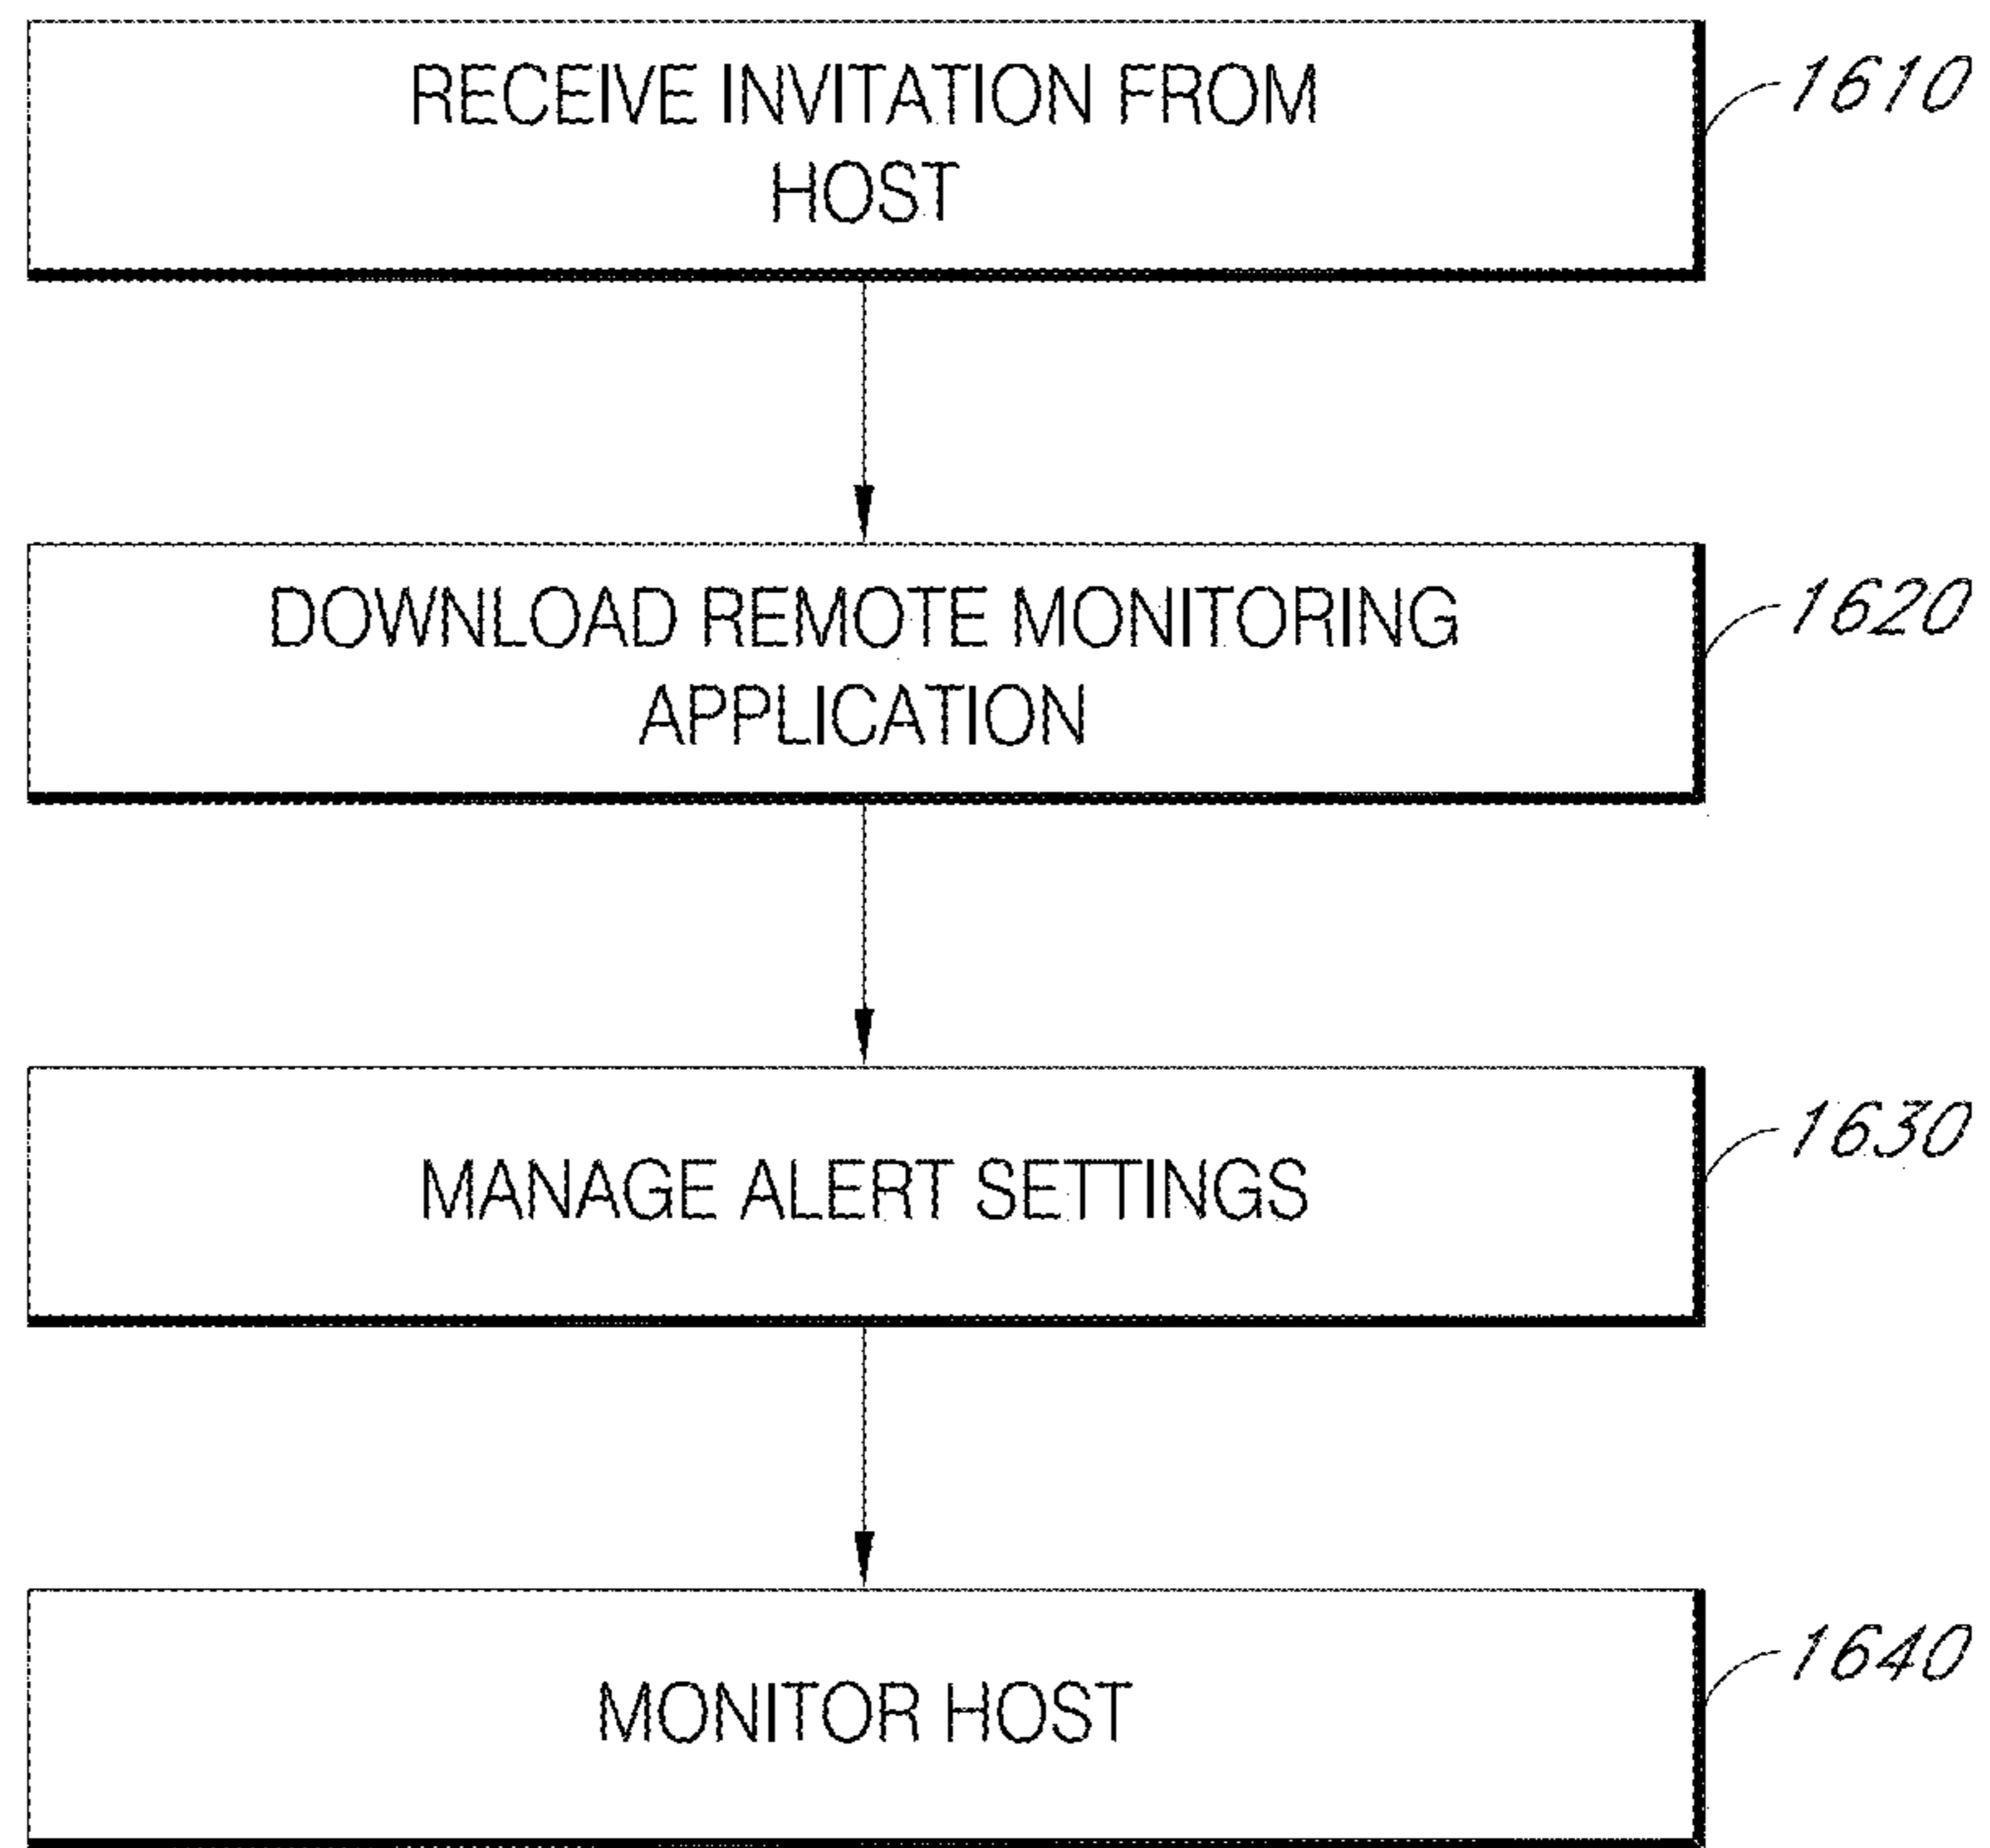 RECEIVE INVITATION FROM
HOST
1610
DOWNLOAD REMOTE MONITORING
APPLICATION
1620
MANAGE ALERT SETTINGS
1630
MONITOR HOST
1640